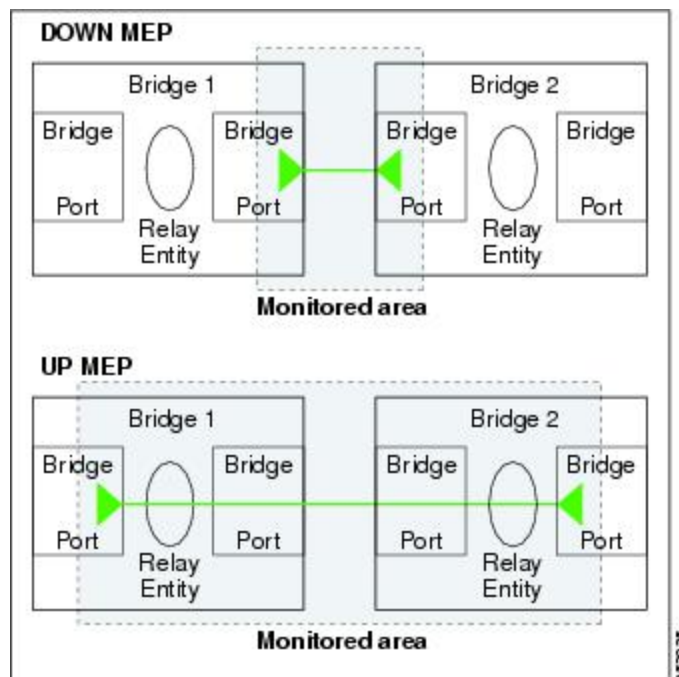 DOWN MEP
Bridge 1
Bridge 2
Bridge
Bridge
Bridge
Bridge
Port
Port
Port
Port
Relay
Entity
Relay
Entity
Monitored area
UP MEP
Bridge 1
Bridge 2
Bridge
Bridge
Bridge
Bridge
Port
Port
Port
Port
Relay
Entity
Relay
Entity
Monitored area